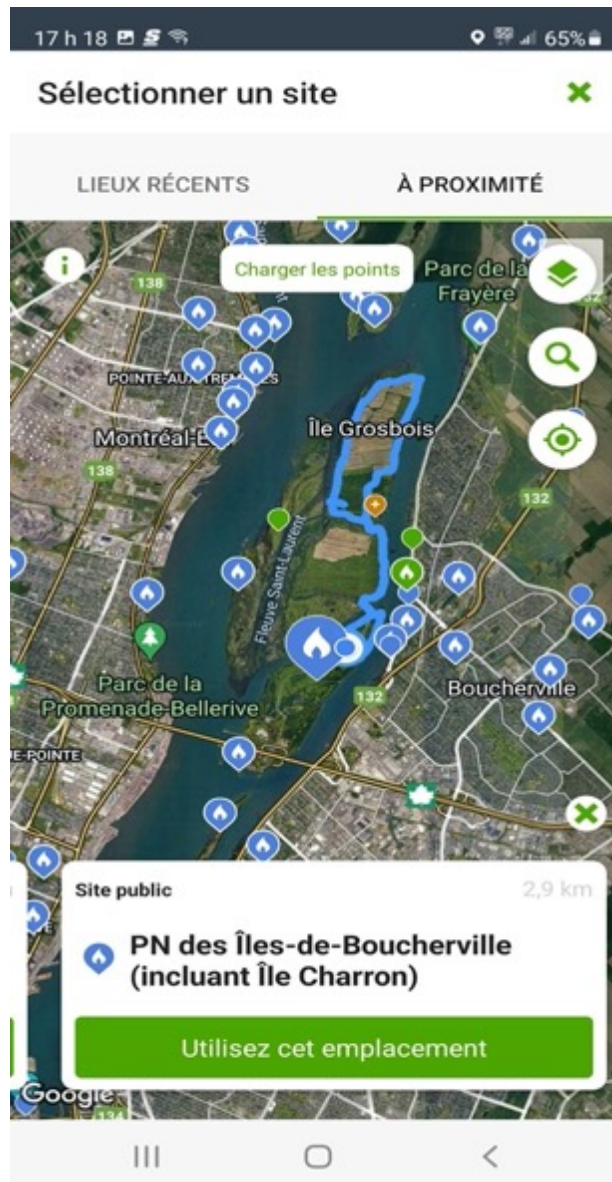 17 h 18
65%
Sélectionner un site
LIEUX RÉCENTS
À PROXIMITÉ
Charger les points
Parc de la
Frayère
138
POINTE-AUX-TREMBLES
Île Grosbois
Montréal-E
138
132
Fleuve Saint-Laurent
Parc de la
Promenade-Bellerive
132
Boucherville
E-POINTE
Site public
2,9 km
PN des Îles-de-Boucherville
(incluant Île Charron)
Utilisez cet emplacement
Google
134